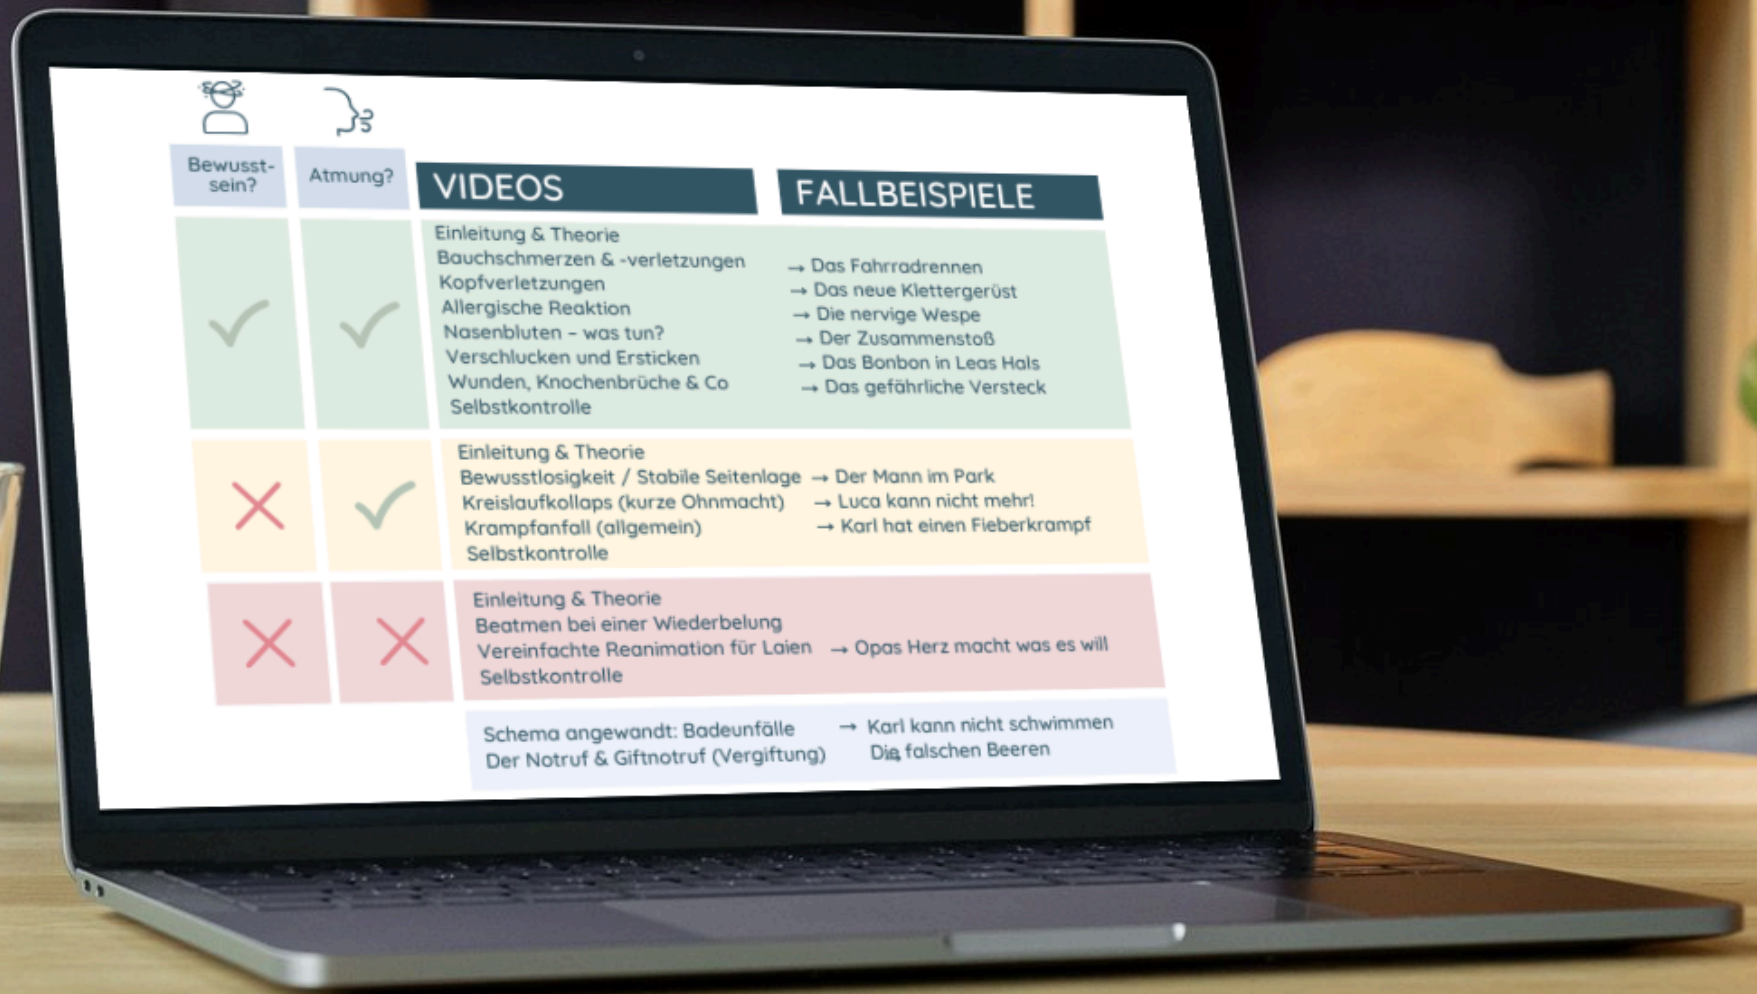 Bewusst-
sein?
Atmung?
VIDEOS
FALLBEISPIELE
Einleitung & Theorie
Bauchschmerzen & -verletzungen
→ Das Fahrradrennen
Kopfverletzungen
→ Das neue Klettergerüst
Allergische Reaktion
→ Die nervige Wespe
Nasenbluten – was tun?
→ Der Zusammenstoß
Verschlucken und Ersticken
→ Das Bonbon in Leas Hals
Wunden, Knochenbrüche & Co
→ Das gefährliche Versteck
Selbstkontrolle
Einleitung & Theorie
Bewusstlosigkeit / Stabile Seitenlage → Der Mann im Park
Kreislaufkollaps (kurze Ohnmacht) → Luca kann nicht mehr!
Krampfanfall (allgemein) → Karl hat einen Fieberkrampf
Selbstkontrolle
Einleitung & Theorie
Beatmen bei einer Wiederbelung
Vereinfachte Reanimation für Laien → Opas Herz macht was es will
Selbstkontrolle
Schema angewandt: Badeunfälle → Karl kann nicht schwimmen
Der Notruf & Giftnotruf (Vergiftung) Die falschen Beeren